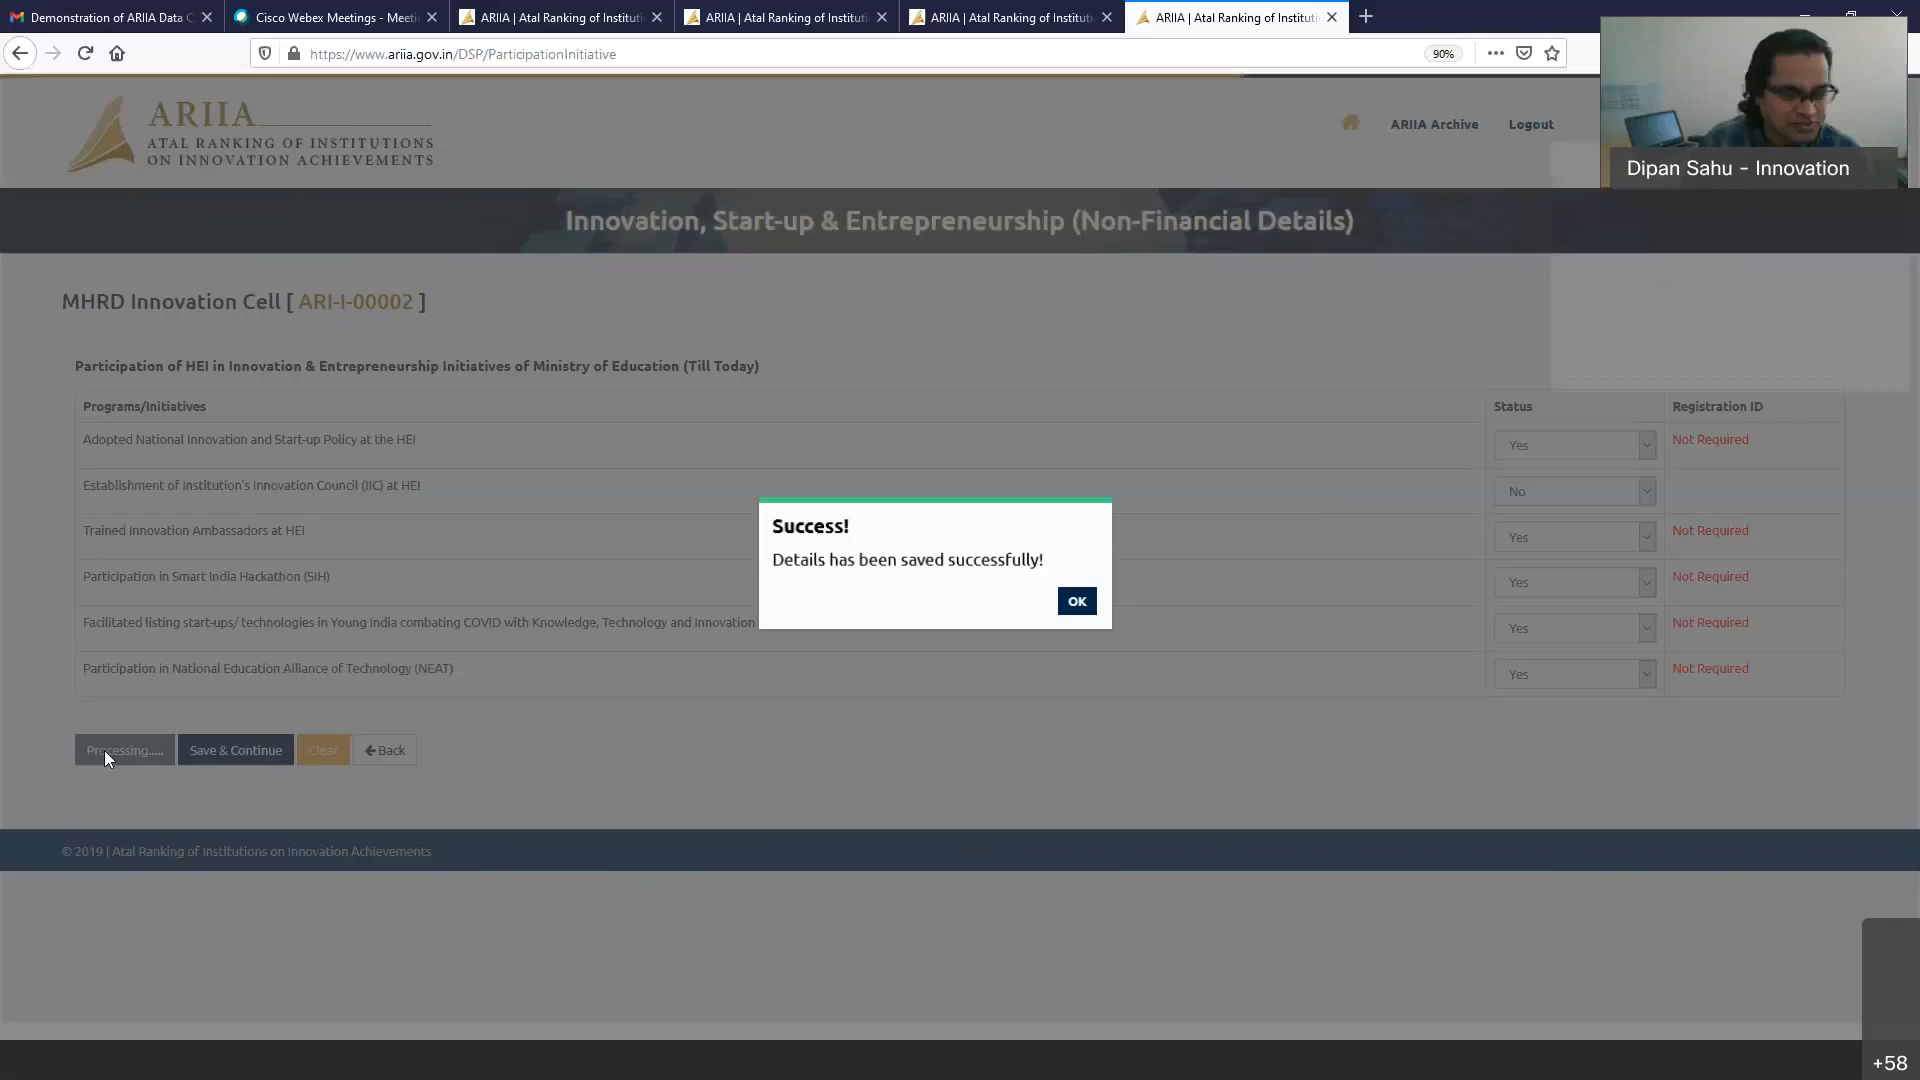 Demonstration of ARIIA Data C
Cisco Webex Meetings - Meeti
ARIIA | Atal Ranking of Instituti
ARIIA | Atal Ranking of Instituti
ARIIA | Atal Ranking of Instituti
ARIIA | Atal Ranking of Instituti
https://www.ariia.gov.in/DSP/ParticipationInitiative
90%
ARIIA
ATAL RANKING OF INSTITUTIONS
ON INNOVATION ACHIEVEMENTS
ARIIA Archive
Logout
Dipan Sahu - Innovation
Innovation, Start-up & Entrepreneurship (Non-Financial Details)
MHRD Innovation Cell [ ARI-I-00002 ]
Participation of HEI in Innovation & Entrepreneurship Initiatives of Ministry of Education (Till Today)
Programs/Initiatives Status Registration ID
Adopted National Innovation and Start-up Policy at the HEI Yes Not Required
Establishment of Institution's Innovation Council (IIC) at HEI No
Trained Innovation Ambassadors at HEI Yes Not Required
Participation in Smart India Hackathon (SIH) Yes Not Required
Facilitated listing start-ups/ technologies in Young India combating COVID with Knowledge, Technology and Innovation Yes Not Required
Participation in National Education Alliance of Technology (NEAT) Yes Not Required
Success!
Details has been saved successfully!
OK
Processing.....
Save & Continue
Clear
Back
© 2019 | Atal Ranking of Institutions on Innovation Achievements
+58